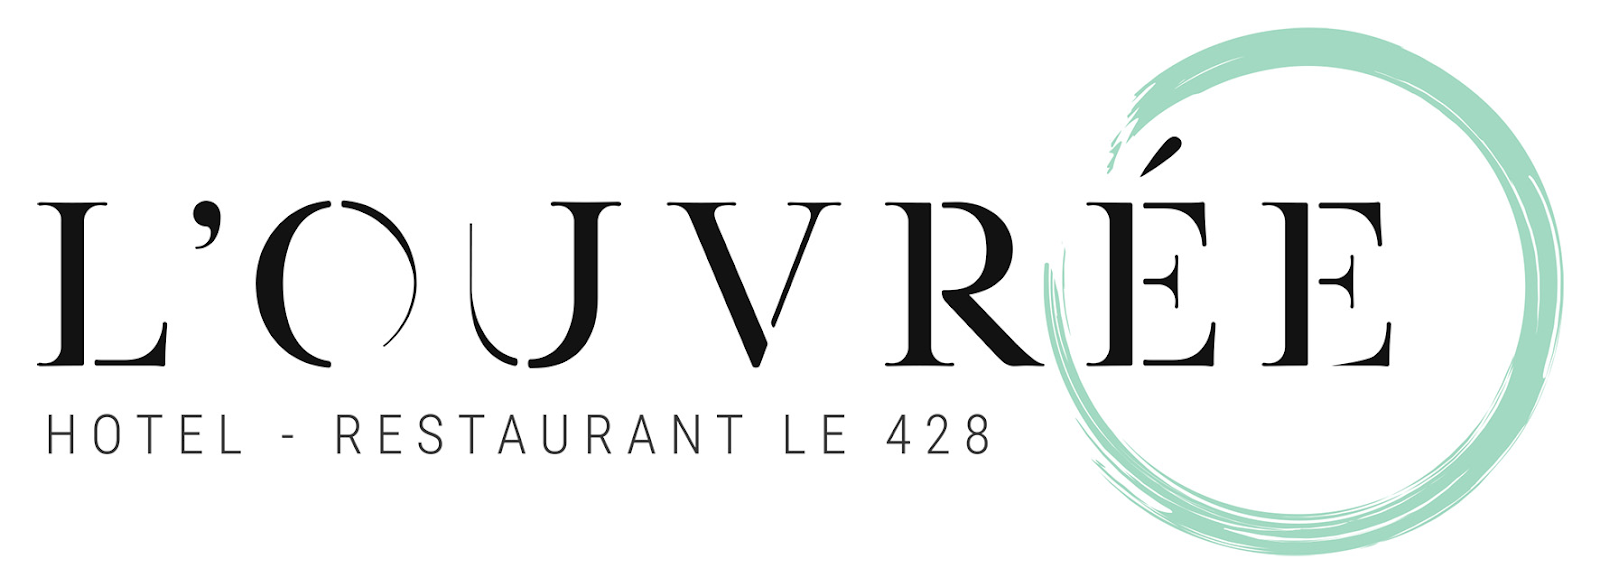 L'OUVRÉE
HOTEL - RESTAURANT LE 428